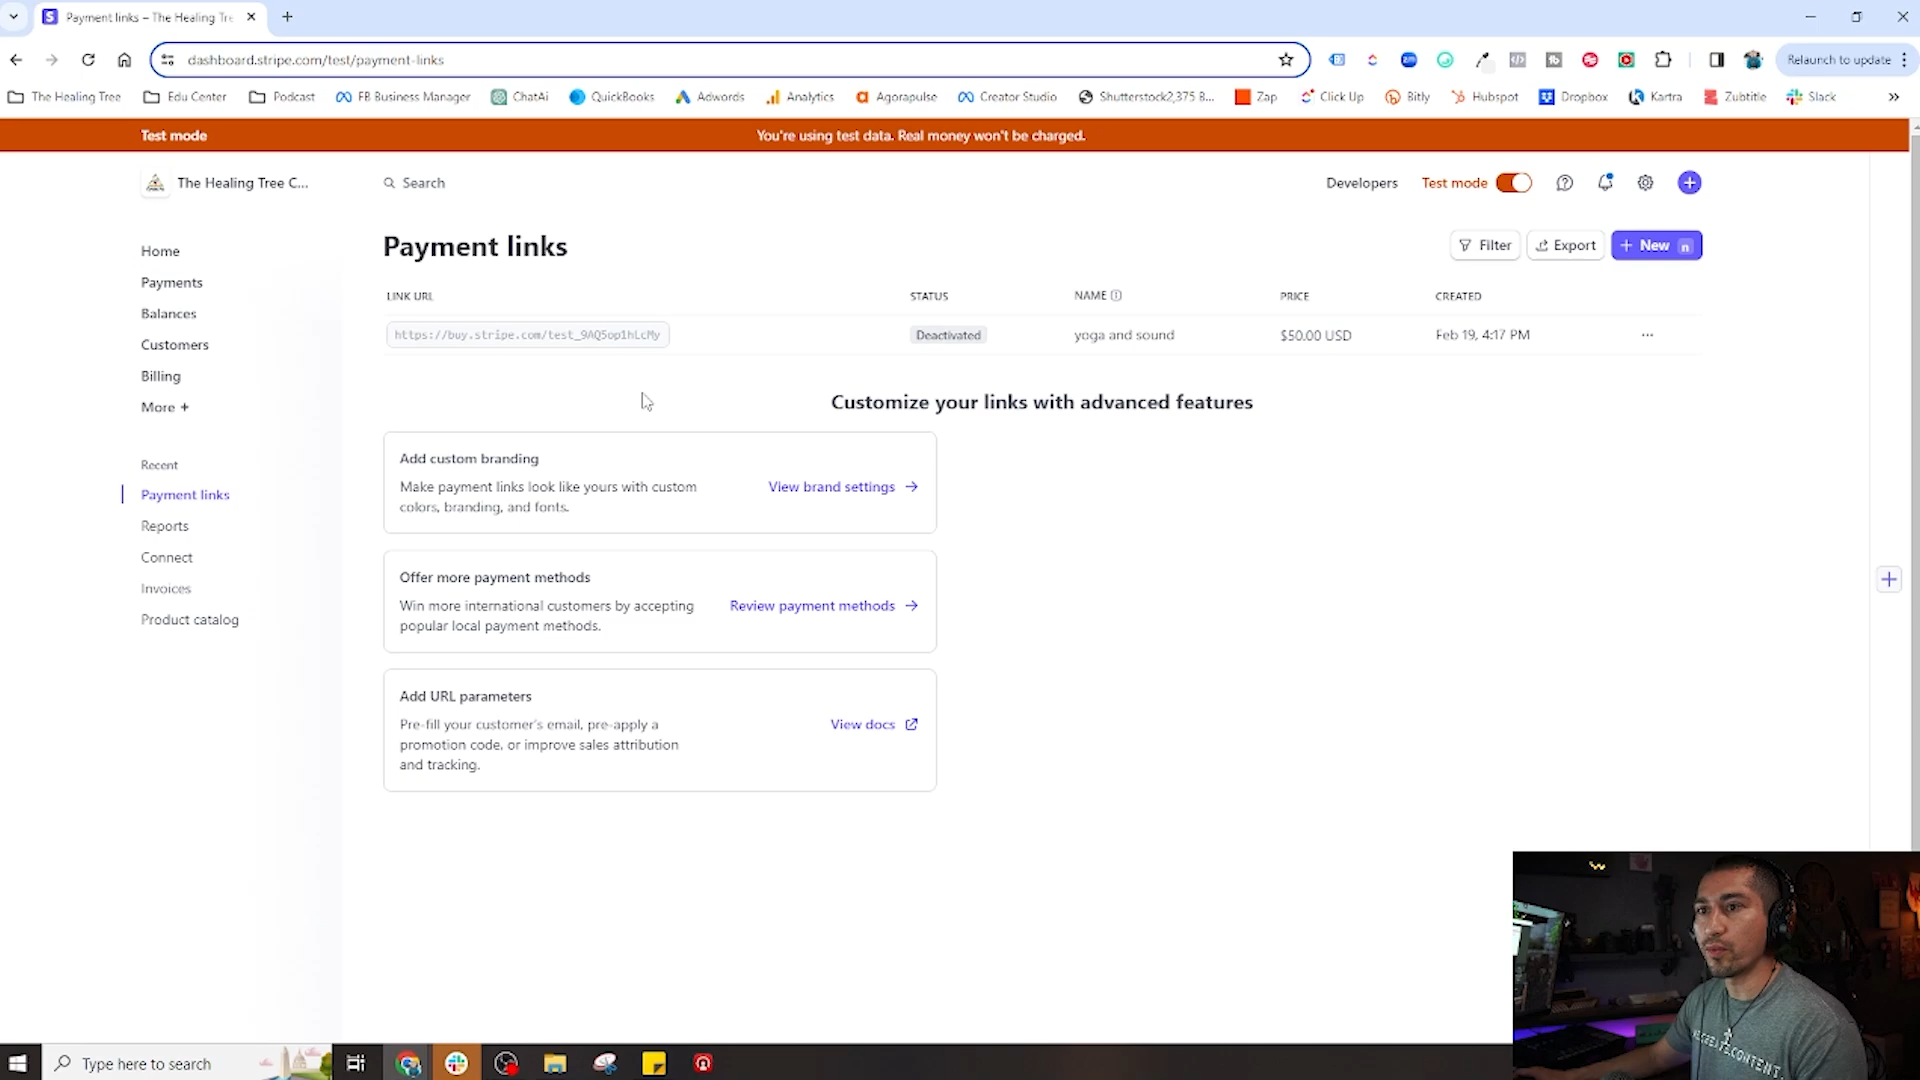 Payment links – The Healing Tre
dashboard.stripe.com/test/payment-links
Relaunch to update
The Healing Tree
Edu Center
Podcast
FB Business Manager
ChatAi
QuickBooks
Adwords
Analytics
Agorapulse
Creator Studio
Shutterstock2,375 B...
Zap
Click Up
Bitly
Hubspot
Dropbox
Kartra
Zubtitle
Slack
Test mode
You're using test data. Real money won't be charged.
The Healing Tree C...
Search
Developers
Test mode
Home
Payments
Balances
Customers
Billing
More +
Recent
Payment links
Reports
Connect
Invoices
Product catalog
Payment links
Filter
Export
+ New n
LINK URL STATUS NAME PRICE CREATED
https://buy.stripe.com/test_9AQ5op1hLcMy Deactivated yoga and sound $50.00 USD Feb 19, 4:17 PM ...
Customize your links with advanced features
Add custom branding
Make payment links look like yours with custom
colors, branding, and fonts.
View brand settings
Offer more payment methods
Win more international customers by accepting
popular local payment methods.
Review payment methods
Add URL parameters
Pre-fill your customer's email, pre-apply a
promotion code, or improve sales attribution
and tracking.
View docs
Type here to search